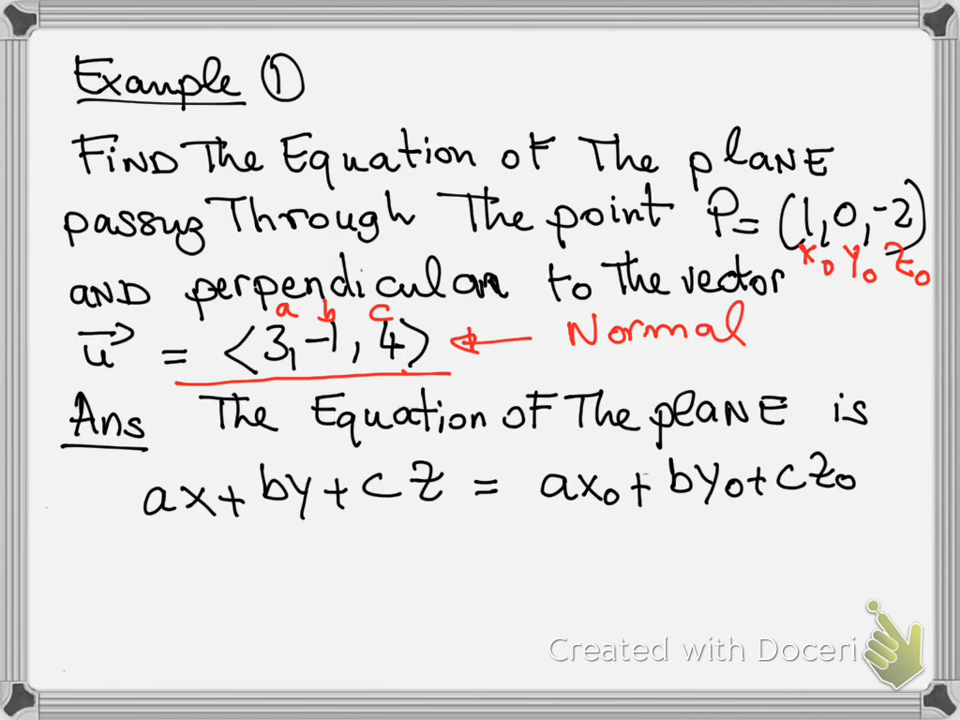 Example ①
Find The Equation of The plane
passing Through The point P = (1, 0, -2)
x₀ y₀ z₀
and perpendicular to the vector
a b c
u⃗ = <3, -1, 4> ← Normal
Ans The Equation of The plane is
ax + by + cz = ax₀ + by₀ + cz₀
Created with Doceri